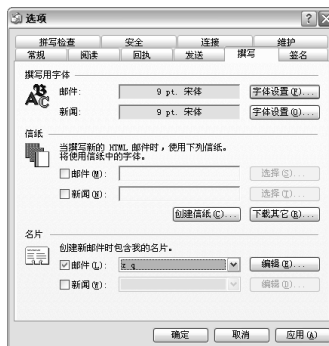 选项
拼写检查 安全 连接 维护
常规 阅读 回执 发送 撰写 签名
撰写用字体
邮件: 9 pt. 宋体 字体设置(F)...
新闻: 9 pt. 宋体 字体设置(O)...
信纸
当撰写新的 HTML 邮件时，使用下列信纸。
将使用信纸中的字体。
邮件(M): 选择(S)...
新闻(N): 选择(T)...
创建信纸(C)... 下载其它(D)...
名片
创建新邮件时包含我的名片。
邮件(L): z q 编辑(E)...
新闻(W): 编辑(I)...
确定 取消 应用(A)